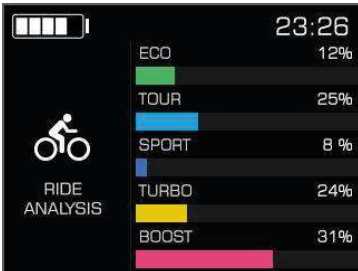 23:26
ECO 12%
TOUR 25%
SPORT 8 %
TURBO 24%
BOOST 31%
RIDE
ANALYSIS